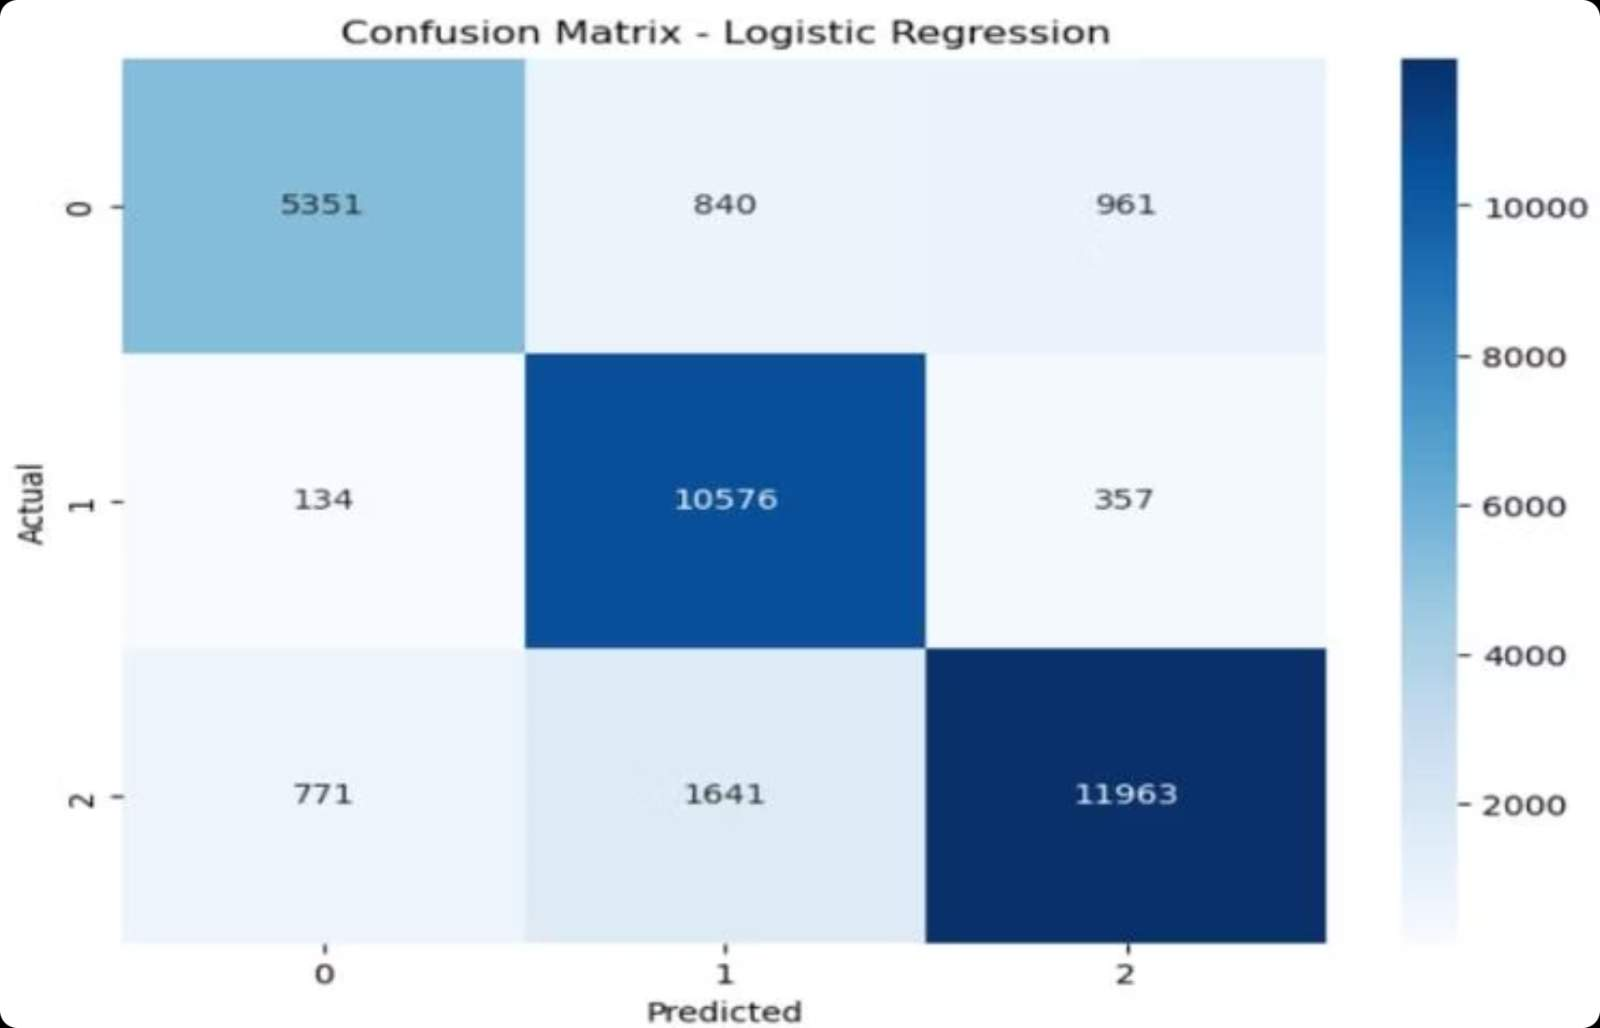 Confusion Matrix - Logistic Regression
0 5351 840 961
Actual 1 134 10576 357
2 771 1641 11963
0 1 2
Predicted
10000
8000
6000
4000
2000